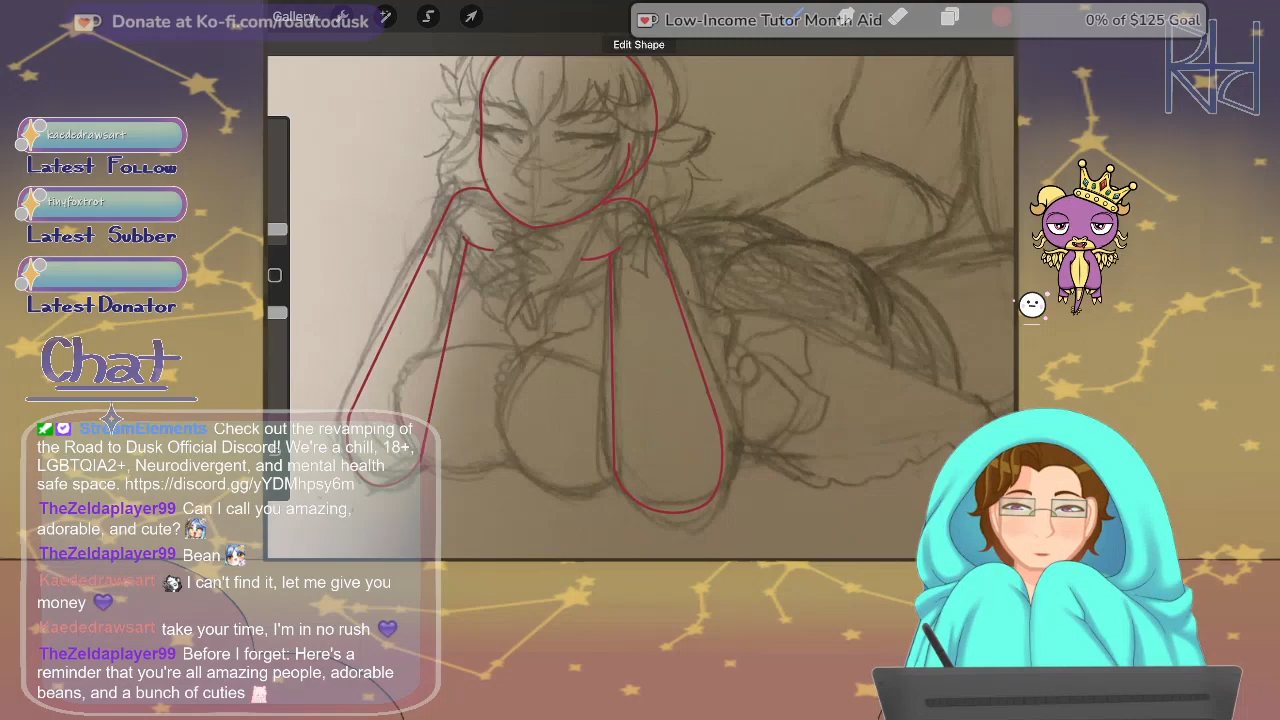 Donate at Ko-fi.com/roadtodusk
Gallery
Low-Income Tutor Month Aid
0% of $125 Goal
Edit Shape
kaededrawsart
Latest Follow
tinyfoxtrot
Latest Subber
Latest Donator
Chat
StreamElements Check out the revamping of
the Road to Dusk Official Discord! We're a chill, 18+,
LGBTQIA2+, Neurodivergent, and mental health
safe space. https://discord.gg/yYDMhpsy6m
TheZeldaplayer99 Can I call you amazing,
adorable, and cute?
TheZeldaplayer99 Bean
Kaededrawsart I can't find it, let me give you
money
Kaededrawsart take your time, I'm in no rush
TheZeldaplayer99 Before I forget: Here's a
reminder that you're all amazing people, adorable
beans, and a bunch of cuties